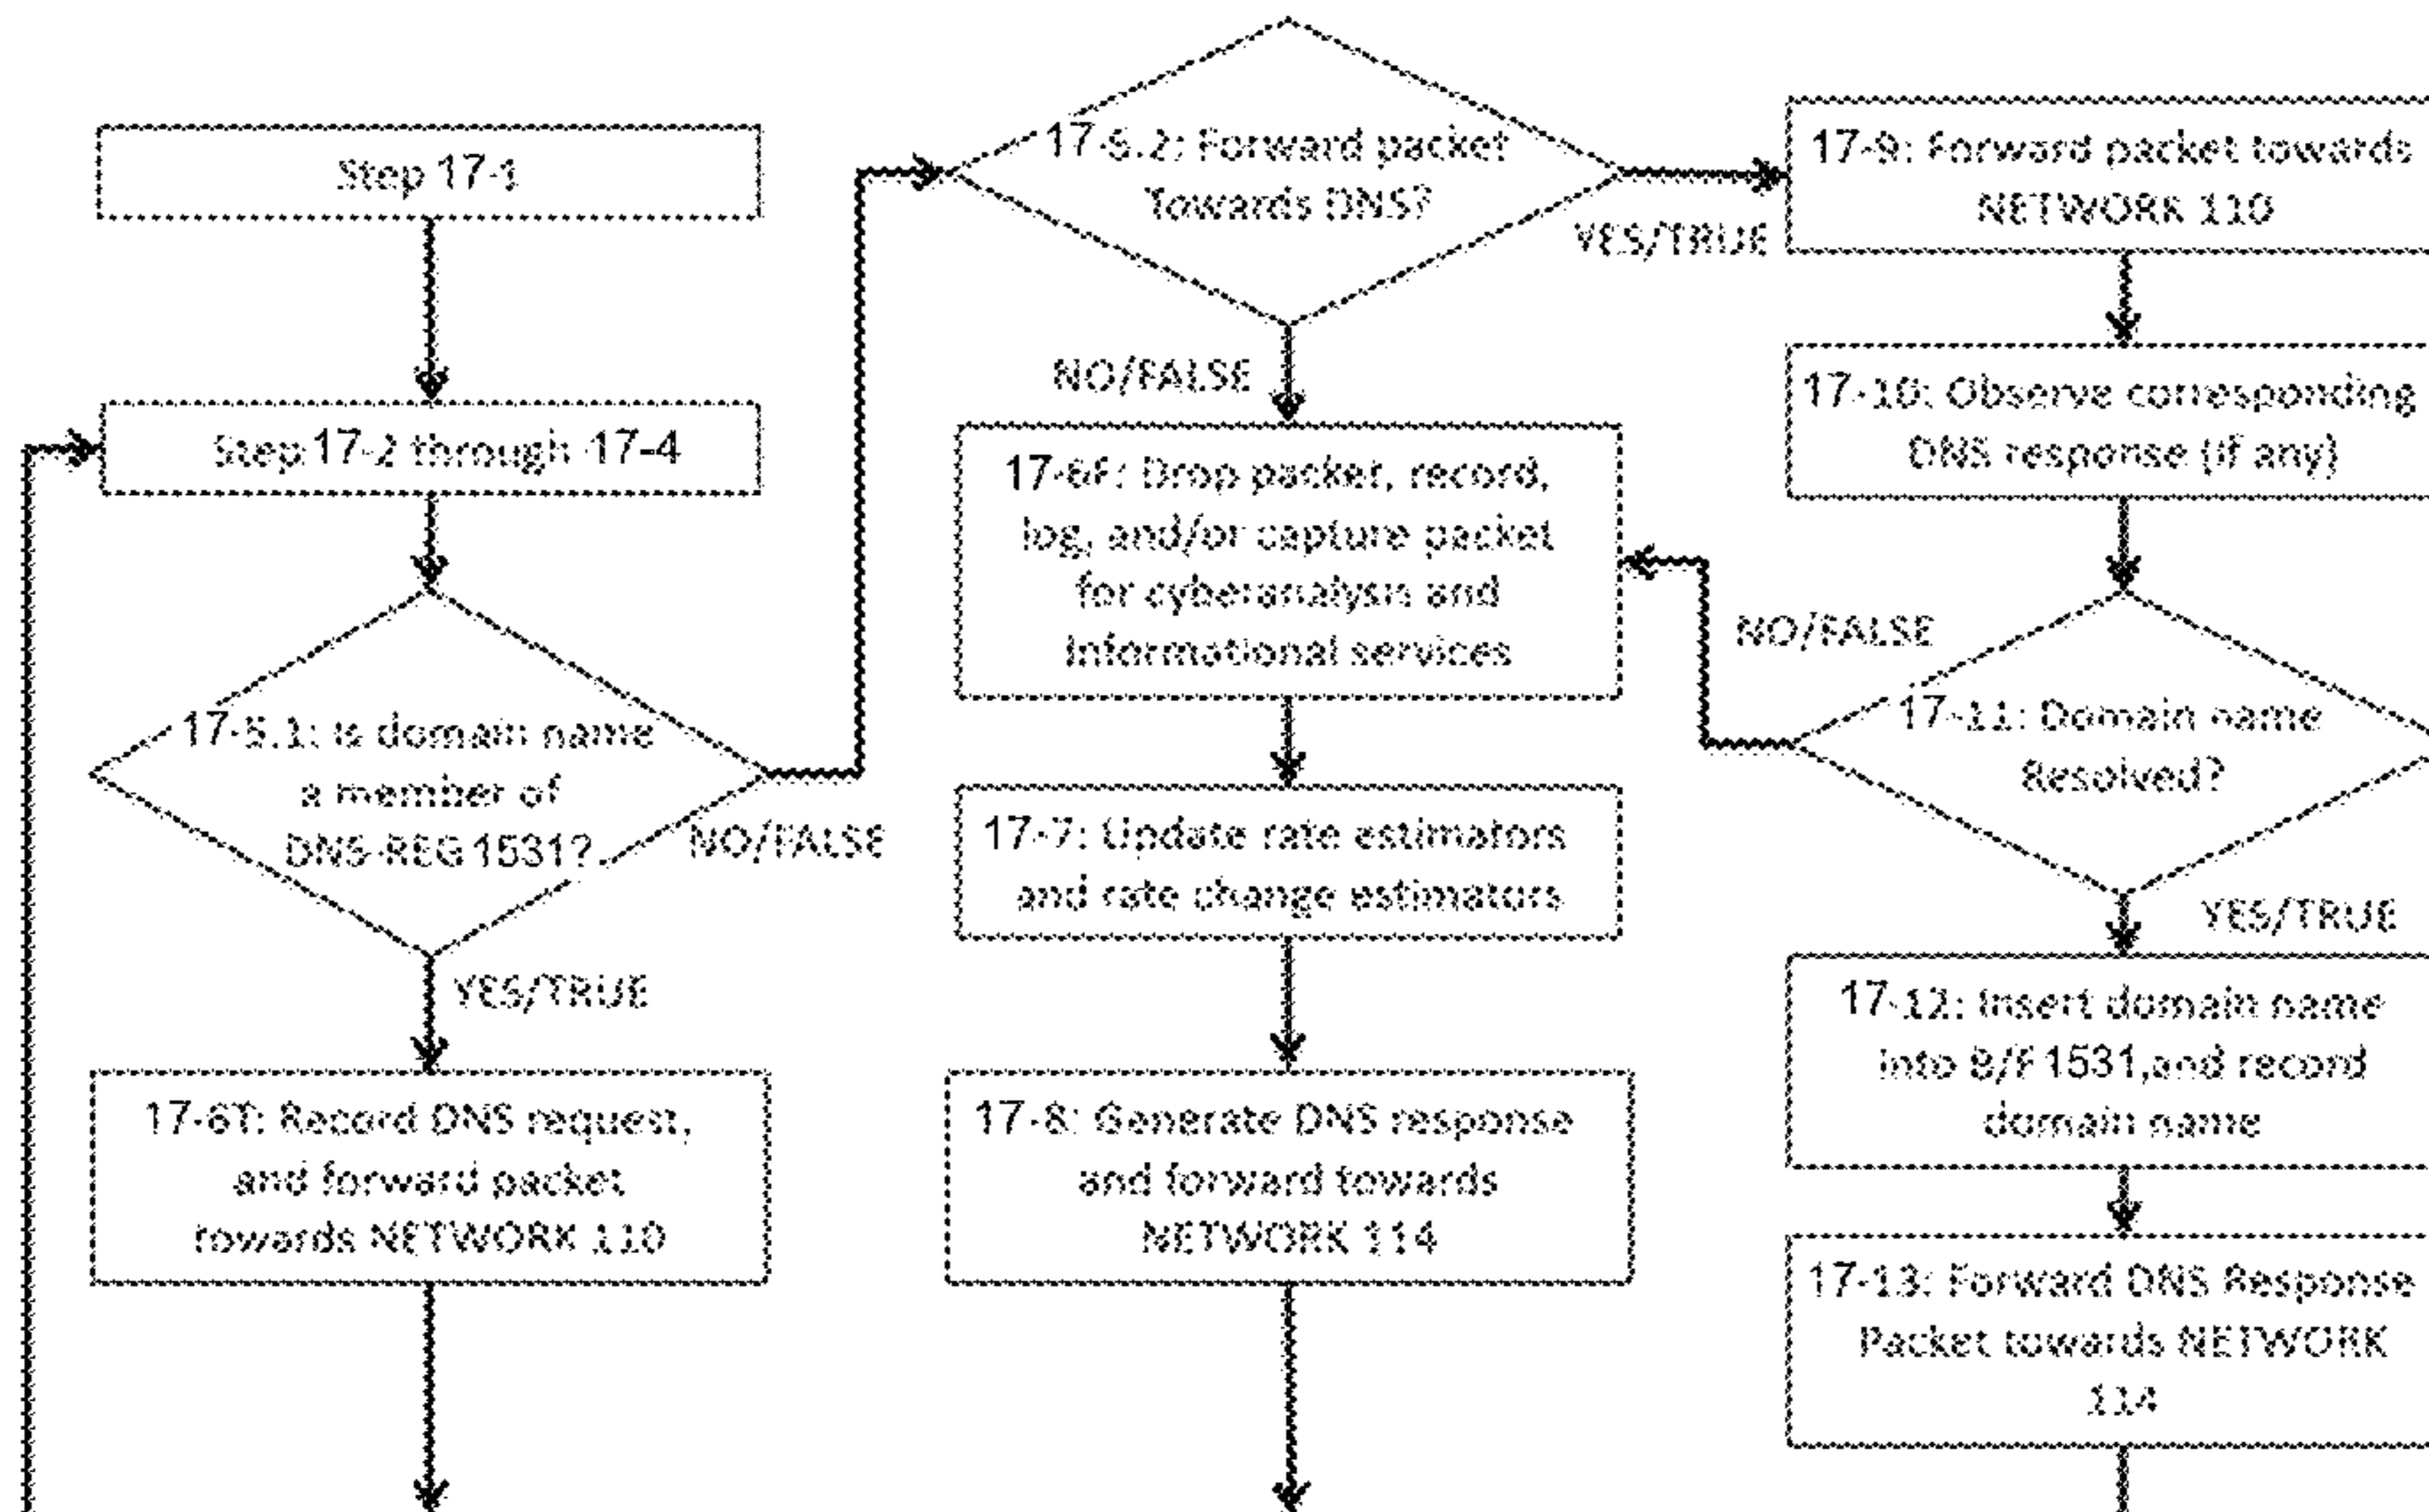 Step 17-1
Step 17-2 through 17-4
17-5.1: Is domain name
a member of
DNS-REG 1531?
NO/FALSE
YES/TRUE
17-6T: Record DNS request,
and forward packet
towards NETWORK 110
17-5.2: Forward packet
Towards DNS?
YES/TRUE
NO/FALSE
17-6F: Drop packer, record,
log, and/or capture packet
for cyberanalysis and
Informational services
17-7: Update rate estimators
and rate change estimators
17-8: Generate DNS response
and forward towards
NETWORK 114
17-9: Forward packet towards
NETWORK 110
17-10: Observe corresponding
DNS response (if any)
NO/FALSE
17-11: Domain name
Resolved?
YES/TRUE
17-12: Insert domain name
into B/F 1531,and record
domain name
17-13: Forward DNS Response
Packet towards NETWORK
114